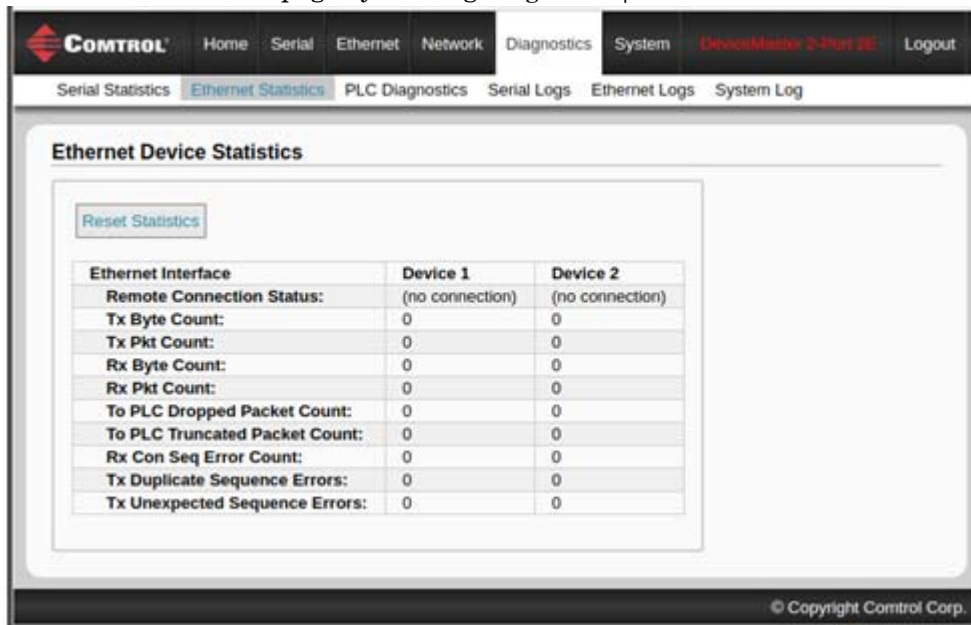 COMTROL Home Serial Ethernet Network Diagnostics System DeviceMaster 2-Port 2E Logout
Serial Statistics Ethernet Statistics PLC Diagnostics Serial Logs Ethernet Logs System Log
Ethernet Device Statistics
Reset Statistics
Ethernet Interface Device 1 Device 2
Remote Connection Status: (no connection) (no connection)
Tx Byte Count: 0 0
Tx Pkt Count: 0 0
Rx Byte Count: 0 0
Rx Pkt Count: 0 0
To PLC Dropped Packet Count: 0 0
To PLC Truncated Packet Count: 0 0
Rx Con Seq Error Count: 0 0
Tx Duplicate Sequence Errors: 0 0
Tx Unexpected Sequence Errors: 0 0
© Copyright Comtrol Corp.